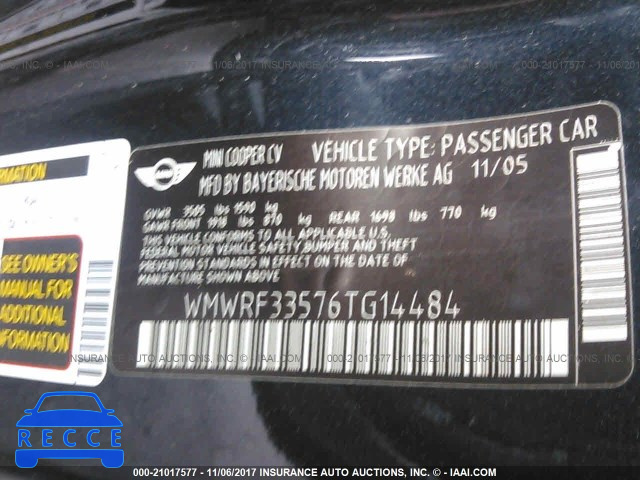 MINI COOPER CV VEHICLE TYPE: PASSENGER CAR
MFD BY BAYERISCHE MOTOREN WERKE AG 11/05
GVWR 3505 lbs 1590 kg
GAWR FRONT 1918 lbs 870 kg REAR 1698 lbs 770 kg
THIS VEHICLE CONFORMS TO ALL APPLICABLE
FEDERAL MOTOR VEHICLE SAFETY BUMPER AND THEFT
PREVENTION STANDARDS IN EFFECT ON THE DATE OF
MANUFACTURE SHOWN ABOVE.
WMWRF33576TG14484
SEE OWNER'S
MANUAL FOR
ADDITIONAL
INFORMATION
000-21017577 - 11/06/2017 INSURANCE AUTO AUCTIONS, INC. © - IAAI.COM